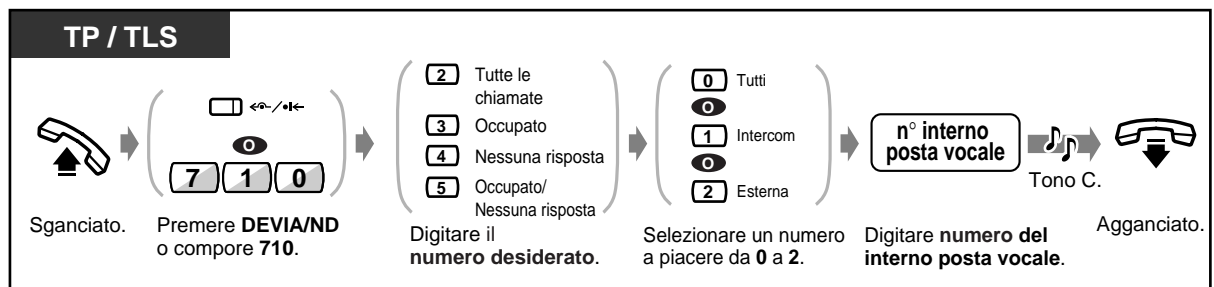 TP / TLS
2 Tutte le
chiamate
3 Occupato
4 Nessuna risposta
5 Occupato/
Nessuna risposta
0 Tutti
O
1 Intercom
O
2 Esterna
O
7 1 0
n° interno
posta vocale
Tono C.
Sganciato.
Premere DEVIA/ND
o compore 710.
Digitare il
numero desiderato.
Selezionare un numero
a piacere da 0 a 2.
Digitare numero del
interno posta vocale.
Agganciato.